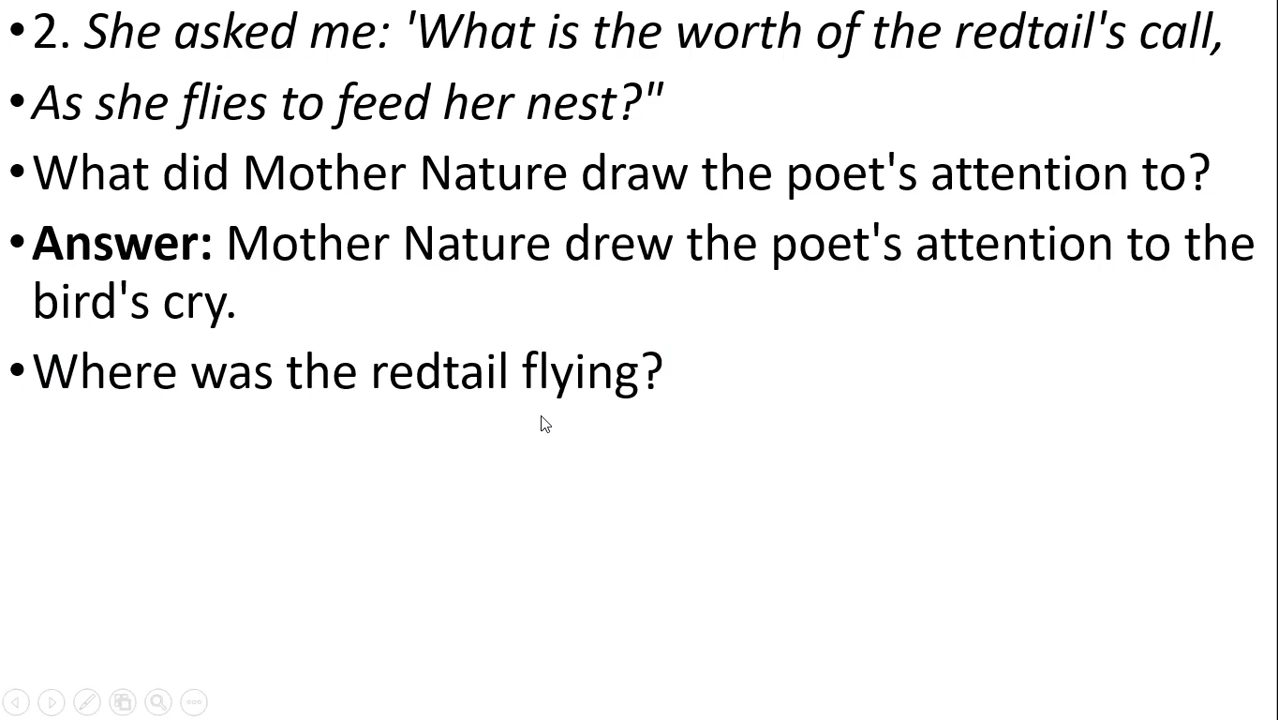 • 2. She asked me: 'What is the worth of the redtail's call,
• As she flies to feed her nest?"
• What did Mother Nature draw the poet's attention to?
• Answer: Mother Nature drew the poet's attention to the
bird's cry.
• Where was the redtail flying?